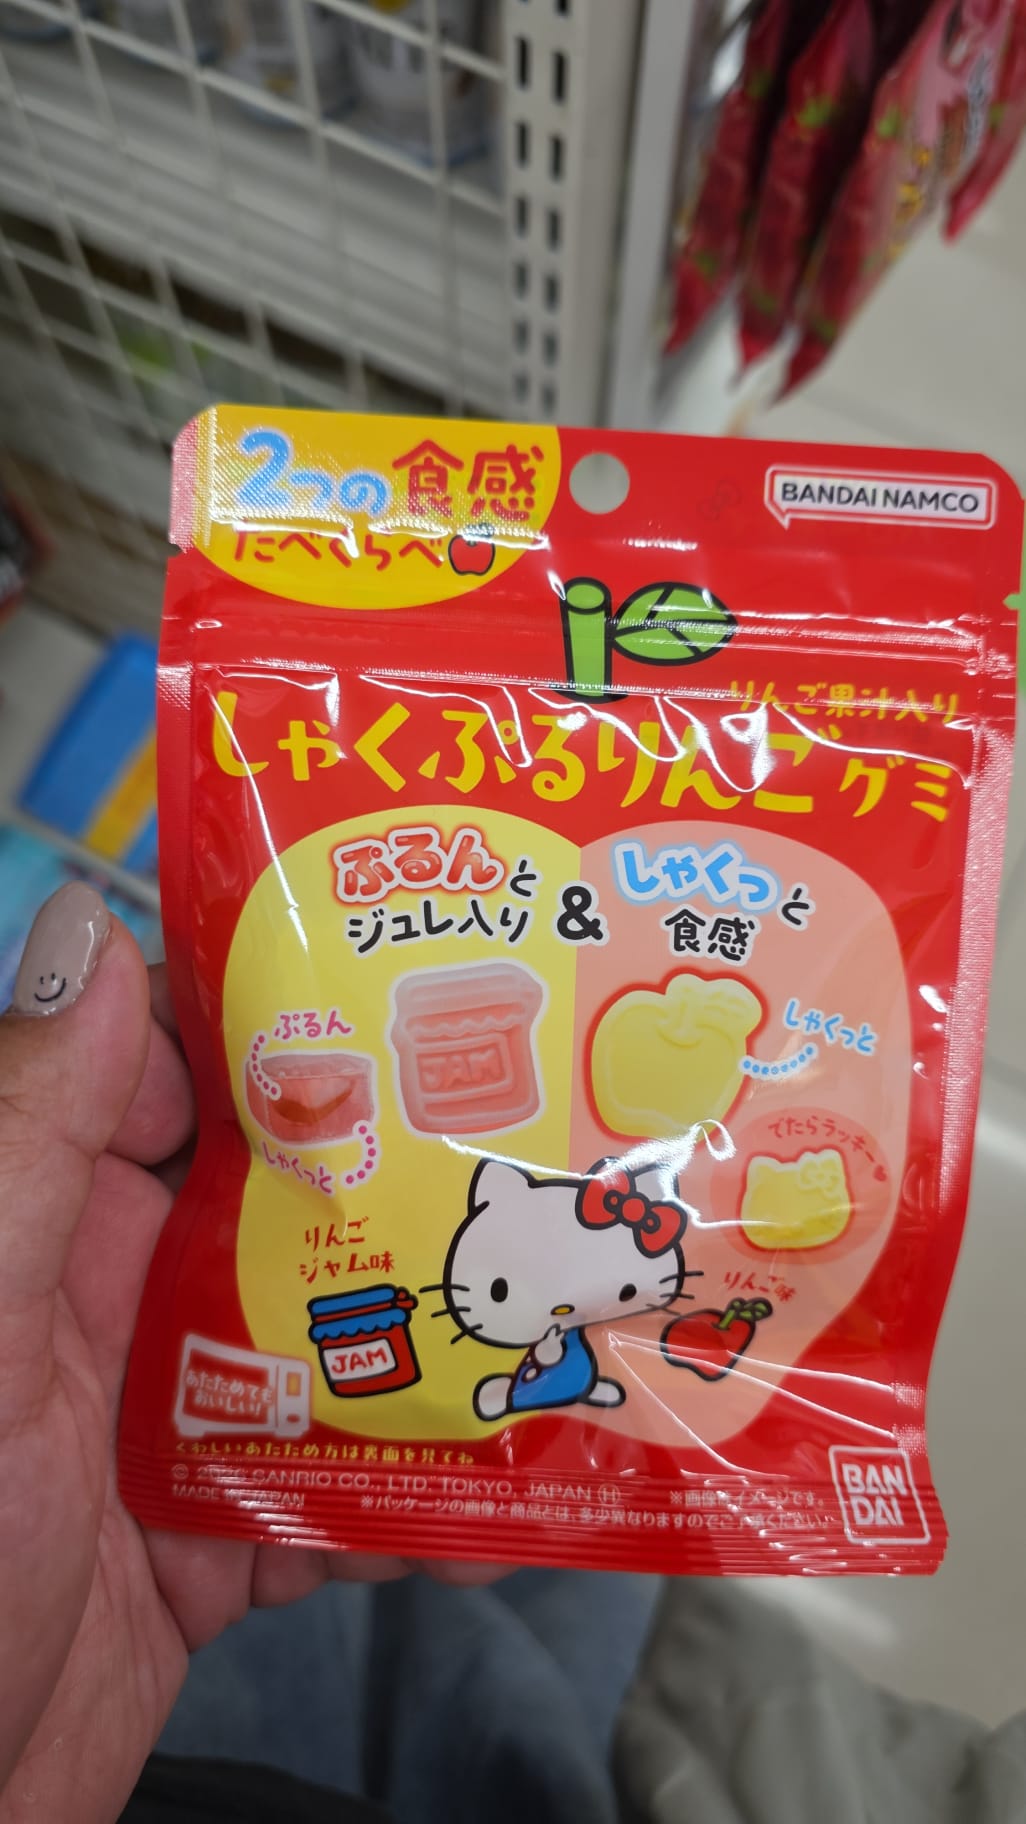 2つの食感
たべくらべ
BANDAI NAMCO
りんご果汁入り
しゃくぷるりんごグミ
ぷるんと
ジュレ入り
&
しゃくっと
食感
ぷるん
しゃくっと
JAM
しゃくっと
でたらラッキー♥
りんご
ジャム味
JAM
りんご味
あたためても
おいしい!
くわしいあたため方は裏面を見てね
© SANRIO CO., LTD. TOKYO, JAPAN Ⓗ
MADE IN JAPAN
※画像はイメージです。
※パッケージの画像と商品とは、多少異なりますのでご了承ください。
BAN
DAI